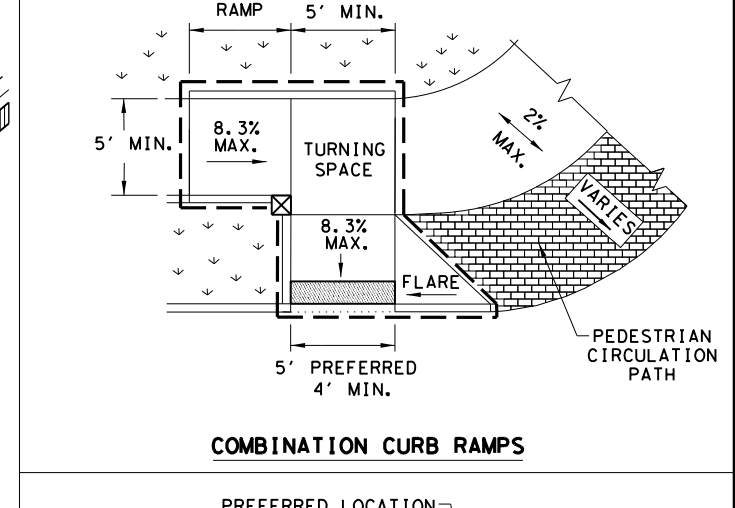 RAMP
5' MIN.
5' MIN.
8.3%
MAX.
TURNING
SPACE
2%
MAX.
VARIES
8.3%
MAX.
FLARE
PEDESTRIAN
CIRCULATION
PATH
5' PREFERRED
4' MIN.
COMBINATION CURB RAMPS
PREFERRED LOCATION